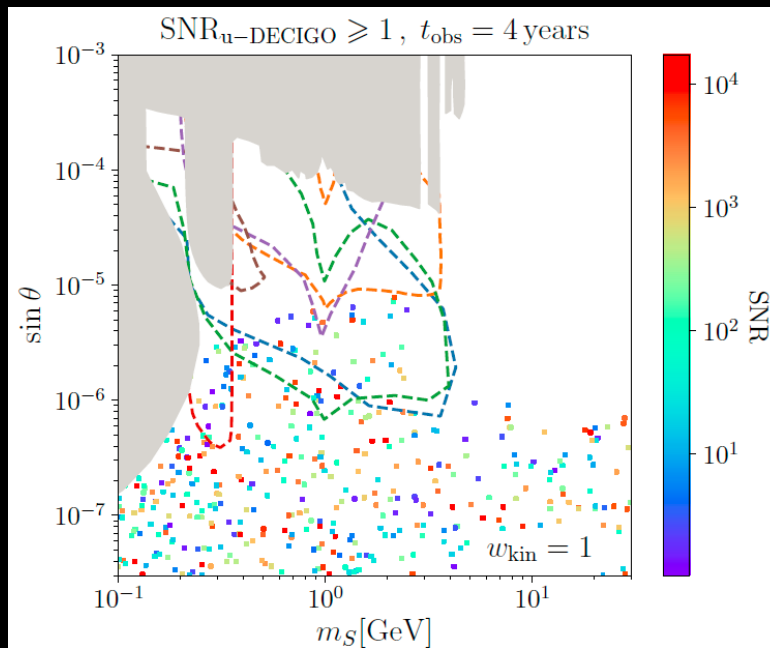 SNR_{u−DECIGO} ⩾ 1 , t_{obs} = 4 years
10^{−3}
10^{−4}
10^{−5}
10^{−6}
10^{−7}
sin θ
10^{−1}
10^{0}
10^{1}
m_S[GeV]
w_{kin} = 1
10^{4}
10^{3}
10^{2}
10^{1}
SNR